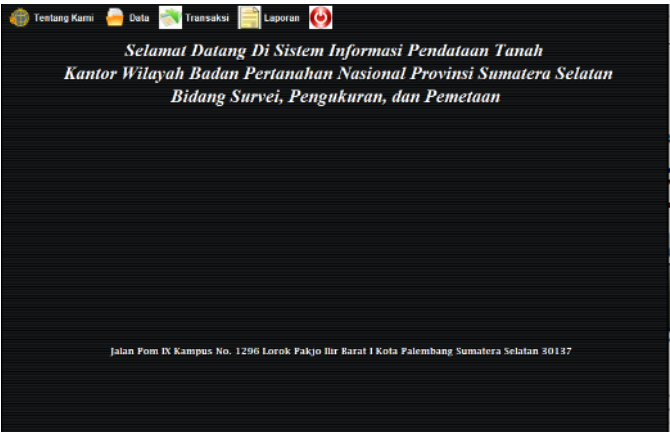 Tentang Kami Data Transaksi Laporan
Selamat Datang Di Sistem Informasi Pendataan Tanah
Kantor Wilayah Badan Pertanahan Nasional Provinsi Sumatera Selatan
Bidang Survei, Pengukuran, dan Pemetaan
Jalan Pom IX Kampus No. 1296 Lorok Pakjo Ilir Barat I Kota Palembang Sumatera Selatan 30137